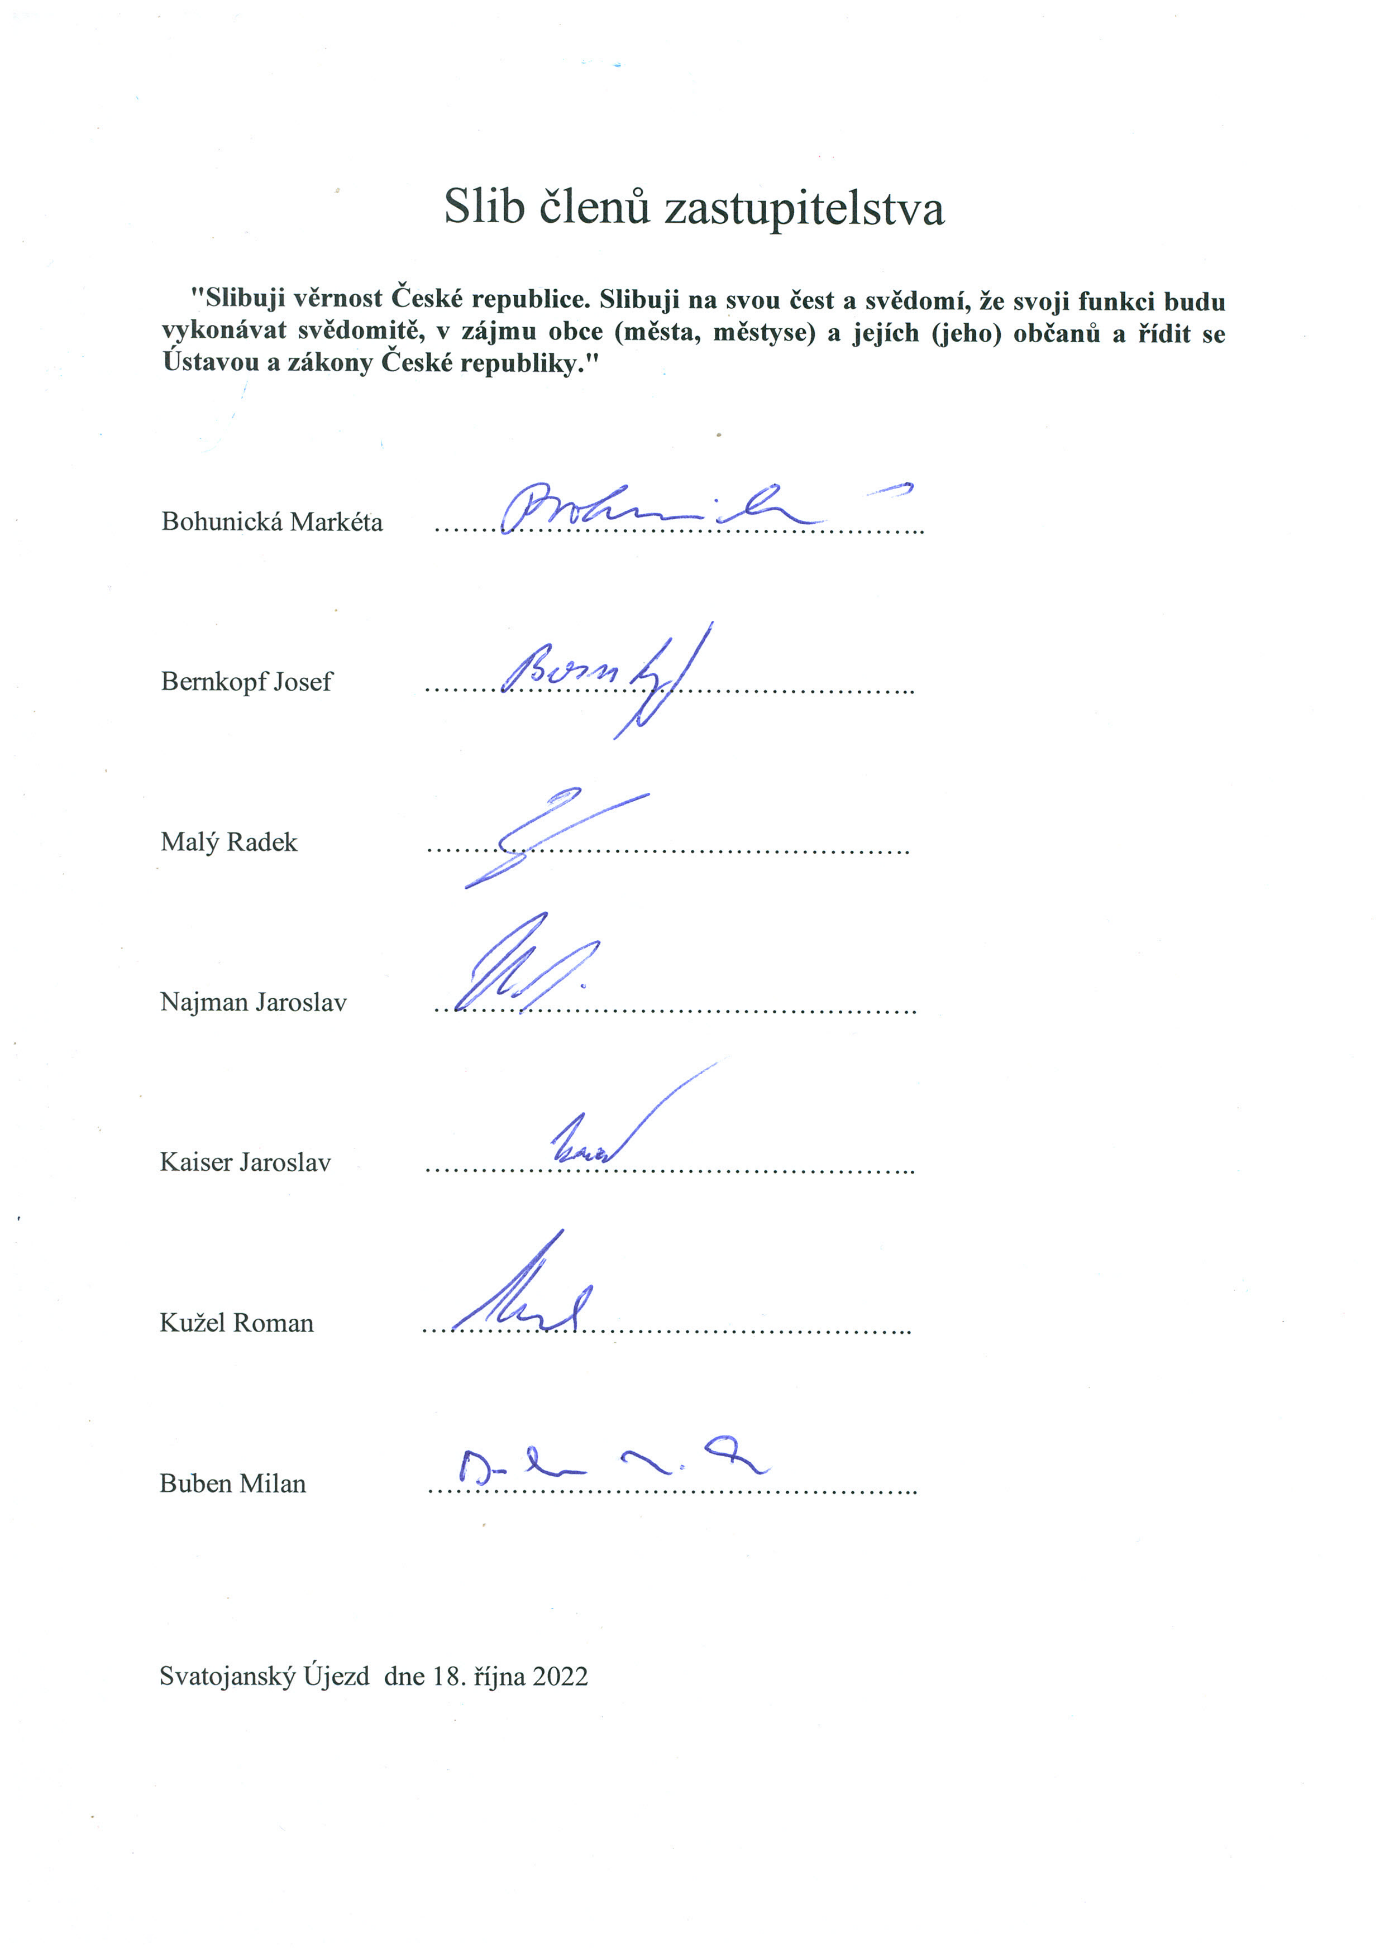 Slib členů zastupitelstva
"Slibuji věrnost České republice. Slibuji na svou čest a svědomí, že svoji funkci budu
vykonávat svědomitě, v zájmu obce (města, městyse) a jejích (jeho) občanů a řídit se
Ústavou a zákony České republiky."
Bohunická Markéta ……………………………………………………..
Bernkopf Josef ……………………………………………………..
Malý Radek …………………………………………………….
Najman Jaroslav …………………………………………………….
Kaiser Jaroslav ……………………………………………………..
Kužel Roman ……………………………………………………..
Buben Milan ……………………………………………………..
Svatojanský Újezd dne 18. října 2022